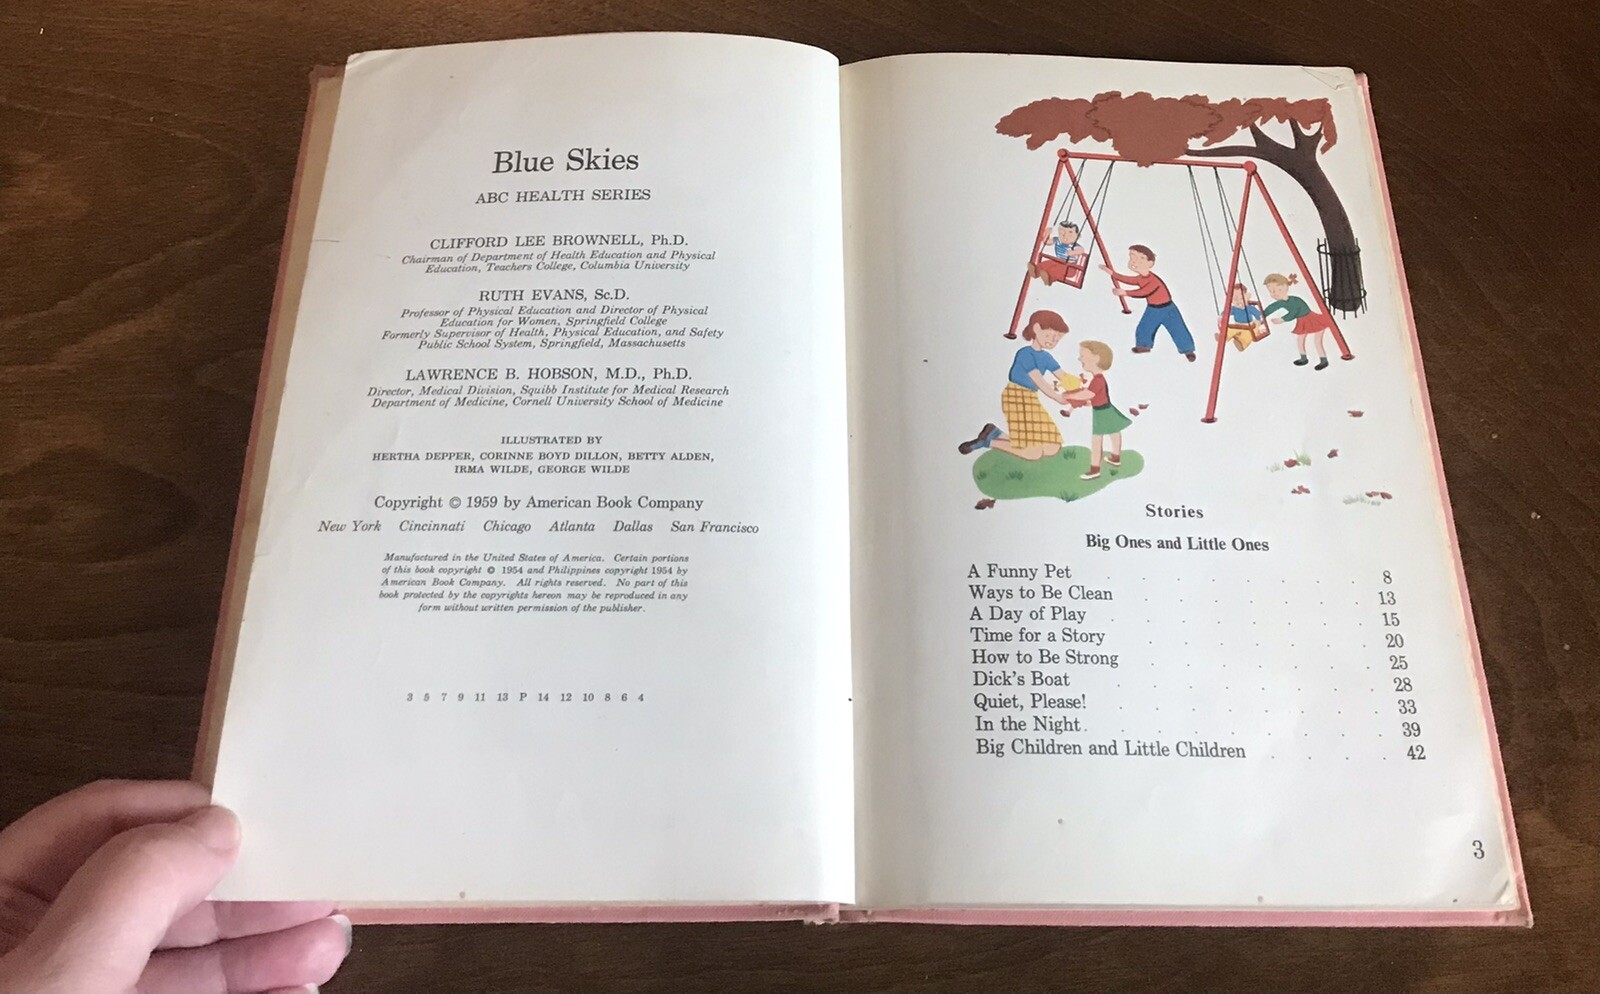 Blue Skies
ABC HEALTH SERIES
CLIFFORD LEE BROWNELL, Ph.D.
Chairman of Department of Health Education and Physical
Education, Teachers College, Columbia University
RUTH EVANS, Sc.D.
Professor of Physical Education and Director of Physical
Education for Women, Springfield College
Formerly Supervisor of Health, Physical Education, and Safety
Public School System, Springfield, Massachusetts
LAWRENCE B. HOBSON, M.D., Ph.D.
Director, Medical Division, Squibb Institute for Medical Research
Department of Medicine, Cornell University School of Medicine
ILLUSTRATED BY
HERTHA DEPPER, CORINNE BOYD DILLON, BETTY ALDEN,
IRMA WILDE, GEORGE WILDE
Copyright © 1959 by American Book Company
New York Cincinnati Chicago Atlanta Dallas San Francisco
Manufactured in the United States of America. Certain portions
of this book copyright © 1954 and Philippines copyright 1954 by
American Book Company. All rights reserved. No part of this
book protected by the copyrights hereon may be reproduced in any
form without written permission of the publisher.
3 5 7 9 11 13 P 14 12 10 8 6 4
Stories
Big Ones and Little Ones
A Funny Pet . . . . . . . . 8
Ways to Be Clean . . . . . . . 13
A Day of Play . . . . . . . . 15
Time for a Story . . . . . . . 20
How to Be Strong . . . . . . . 25
Dick's Boat . . . . . . . . 28
Quiet, Please! . . . . . . . . 33
In the Night . . . . . . . . . 39
Big Children and Little Children . . . . 42
3